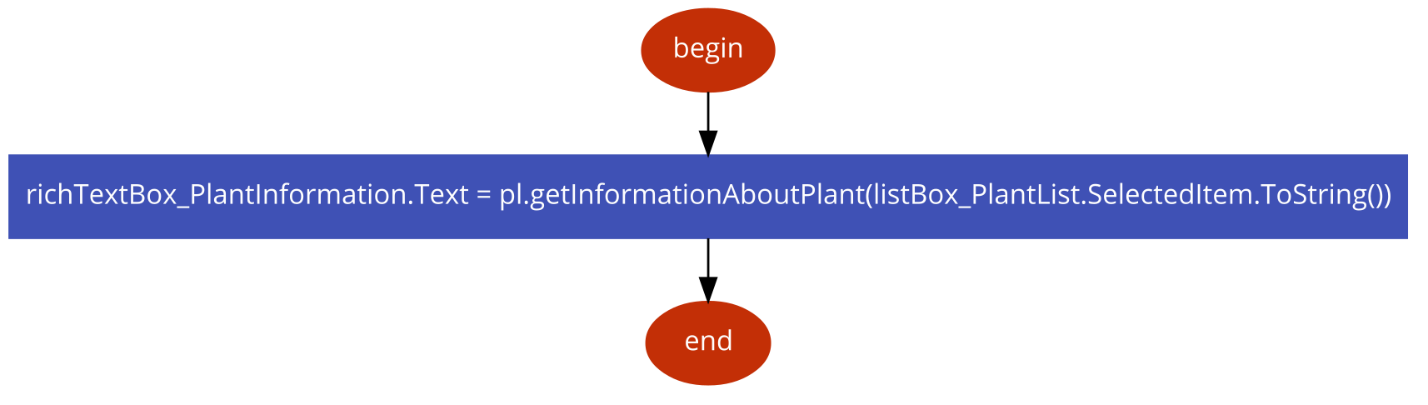 begin
richTextBox_PlantInformation.Text = pl.getInformationAboutPlant(listBox_PlantList.SelectedItem.ToString())
end